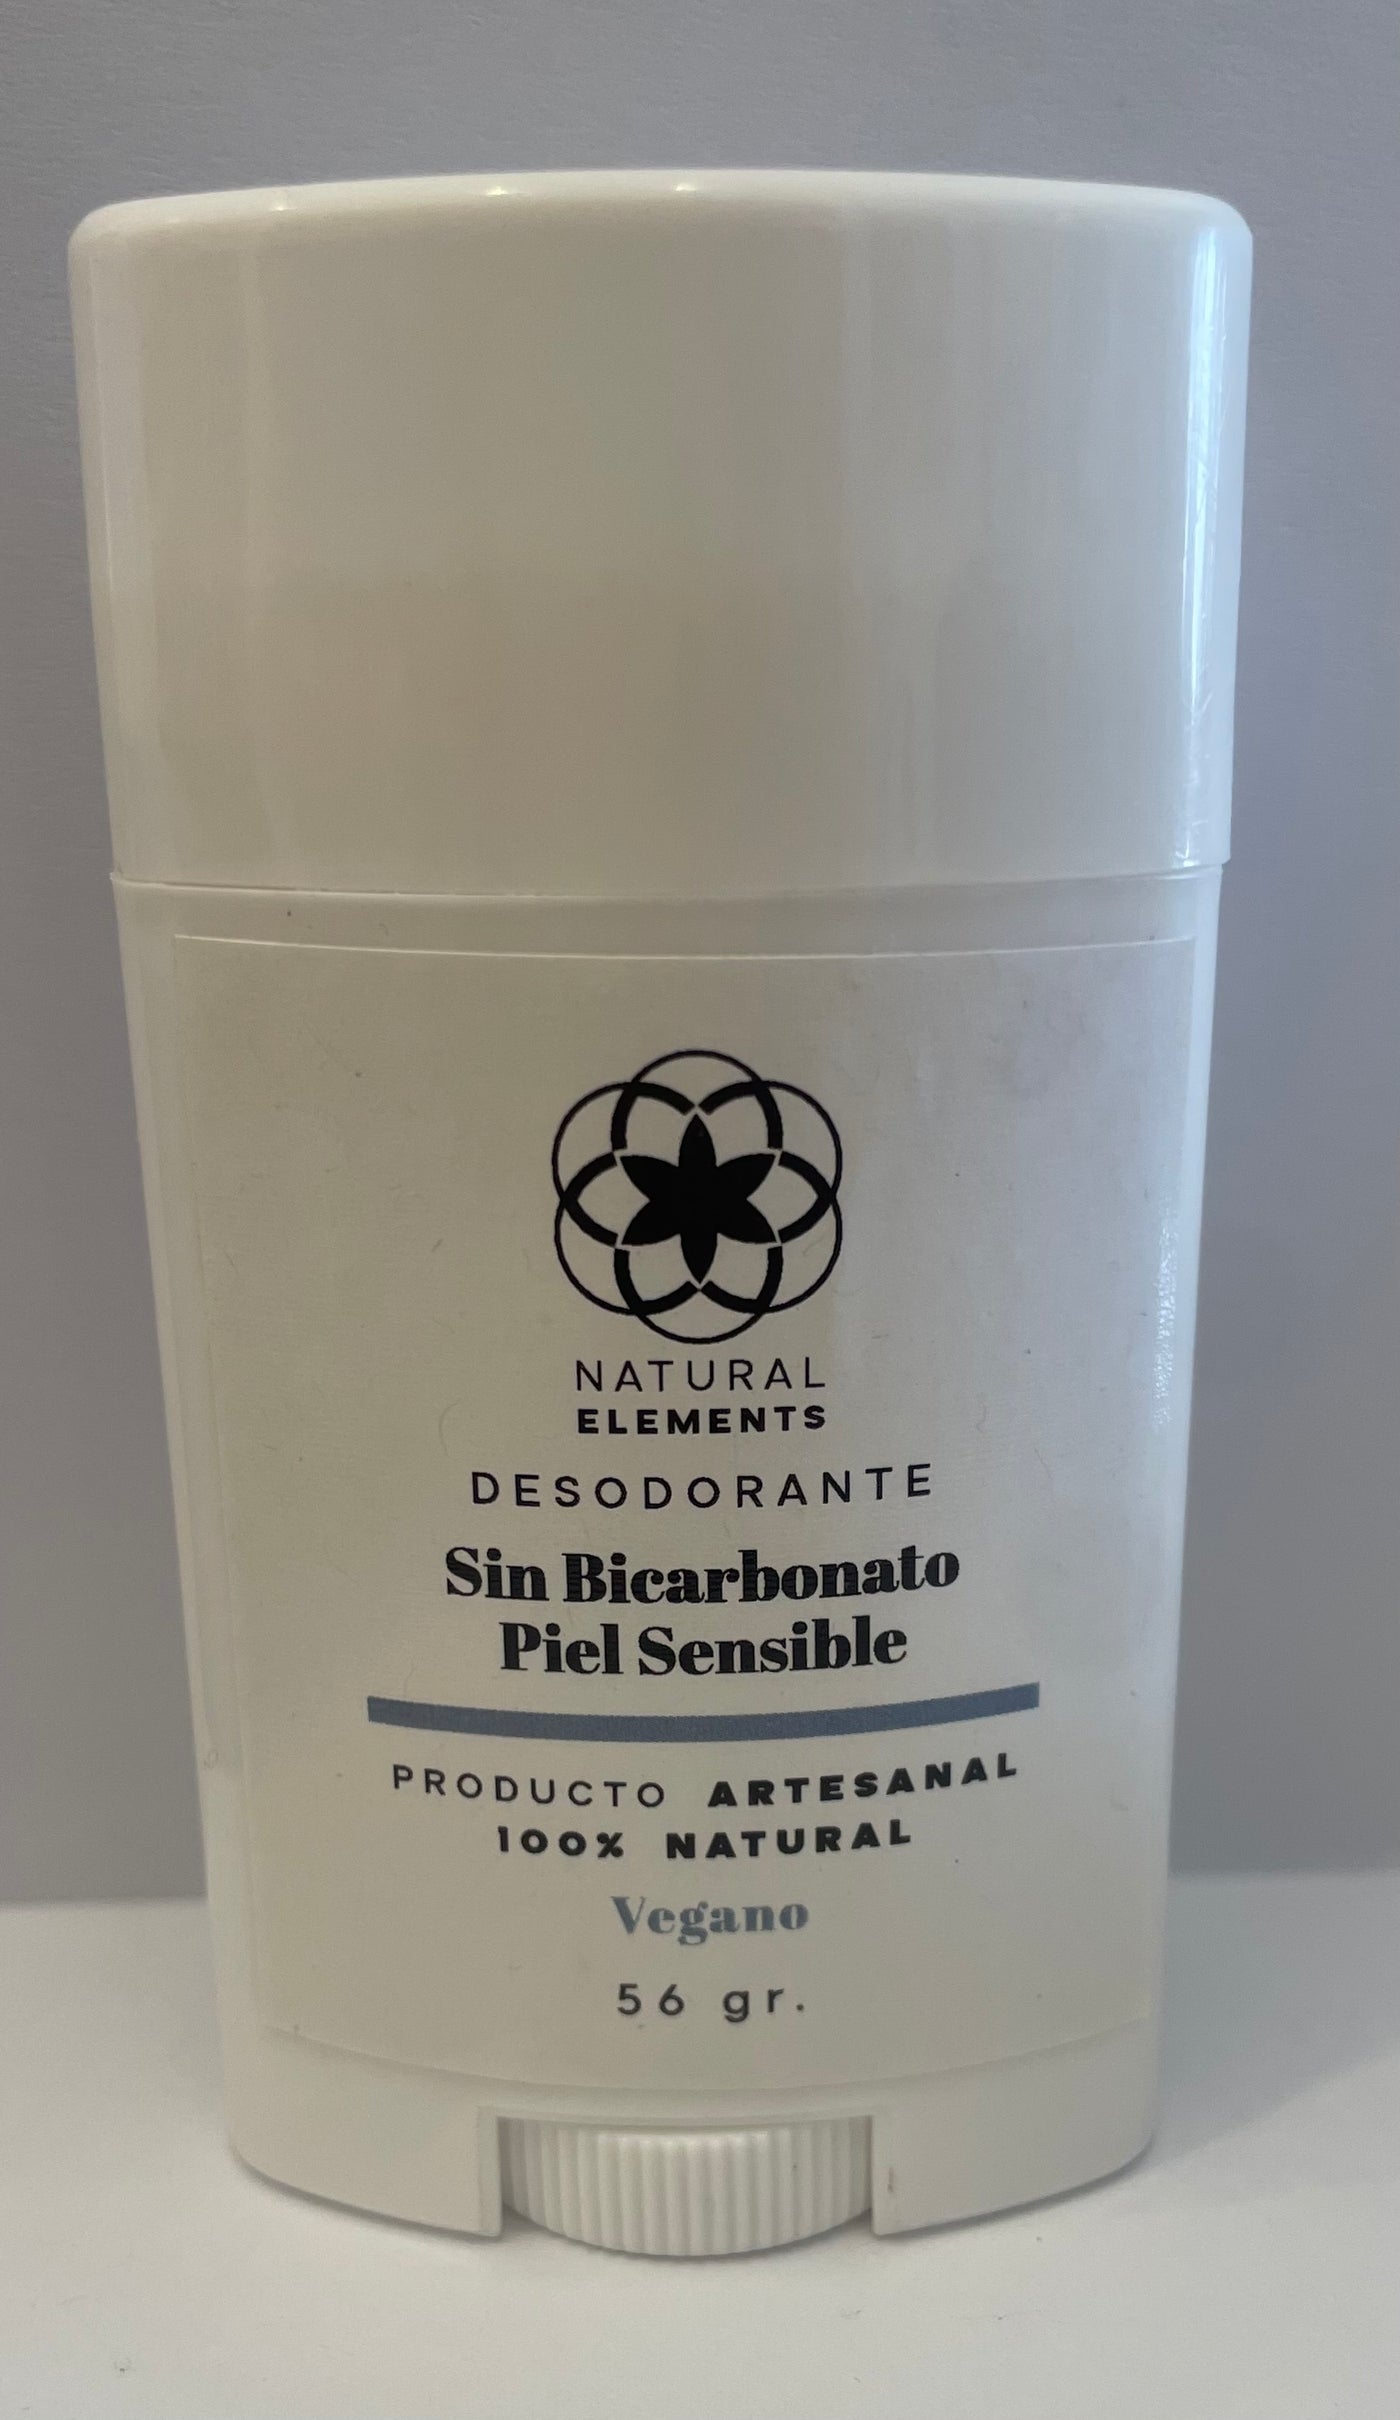 NATURAL
ELEMENTS
DESODORANTE
Sin Bicarbonato
Piel Sensible
PRODUCTO ARTESANAL
100% NATURAL
Vegano
56 gr.